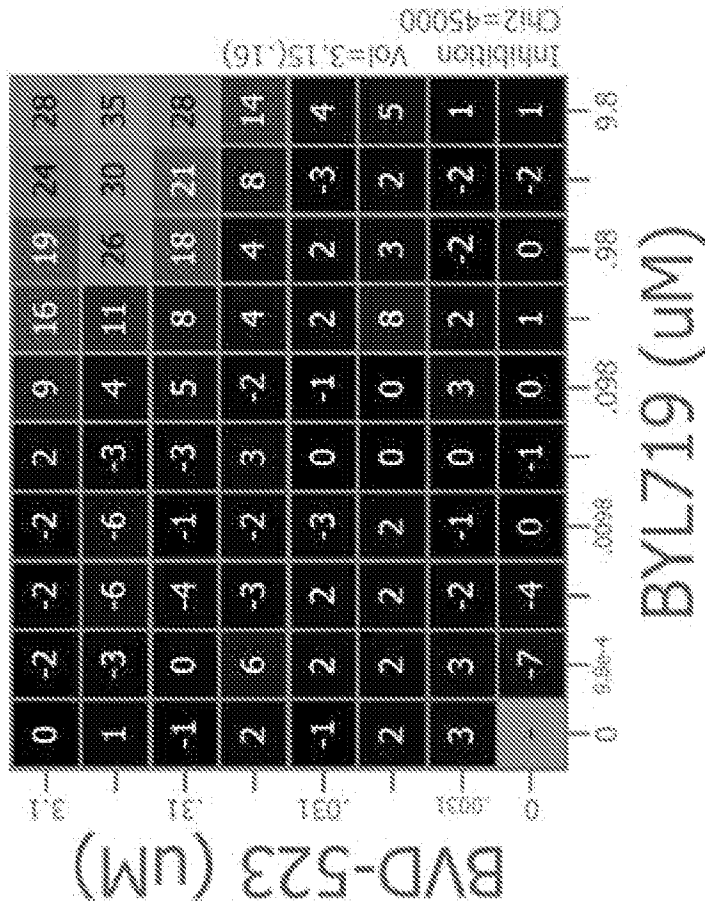 Inhibition Vol=3.15(.16)
Chi2=45000
3.1 0 -2 -2 -2 2 9 16 19 24 28
1 -3 -6 -6 -3 4 11 26 30 35
.31 -1 0 -4 -1 -3 5 8 18 21 28
2 6 -3 -2 3 -2 4 4 8 14
.031 -1 2 2 -3 0 -1 2 2 -3 4
2 2 2 2 0 0 8 3 2 5
.0031 3 3 -2 -1 0 3 2 -2 -2 1
0 - -7 -4 0 -1 0 1 0 -2 1
0 9.8e-4 .0098 .098 .98 9.8
BYL719 (uM)
BVD-523 (uM)